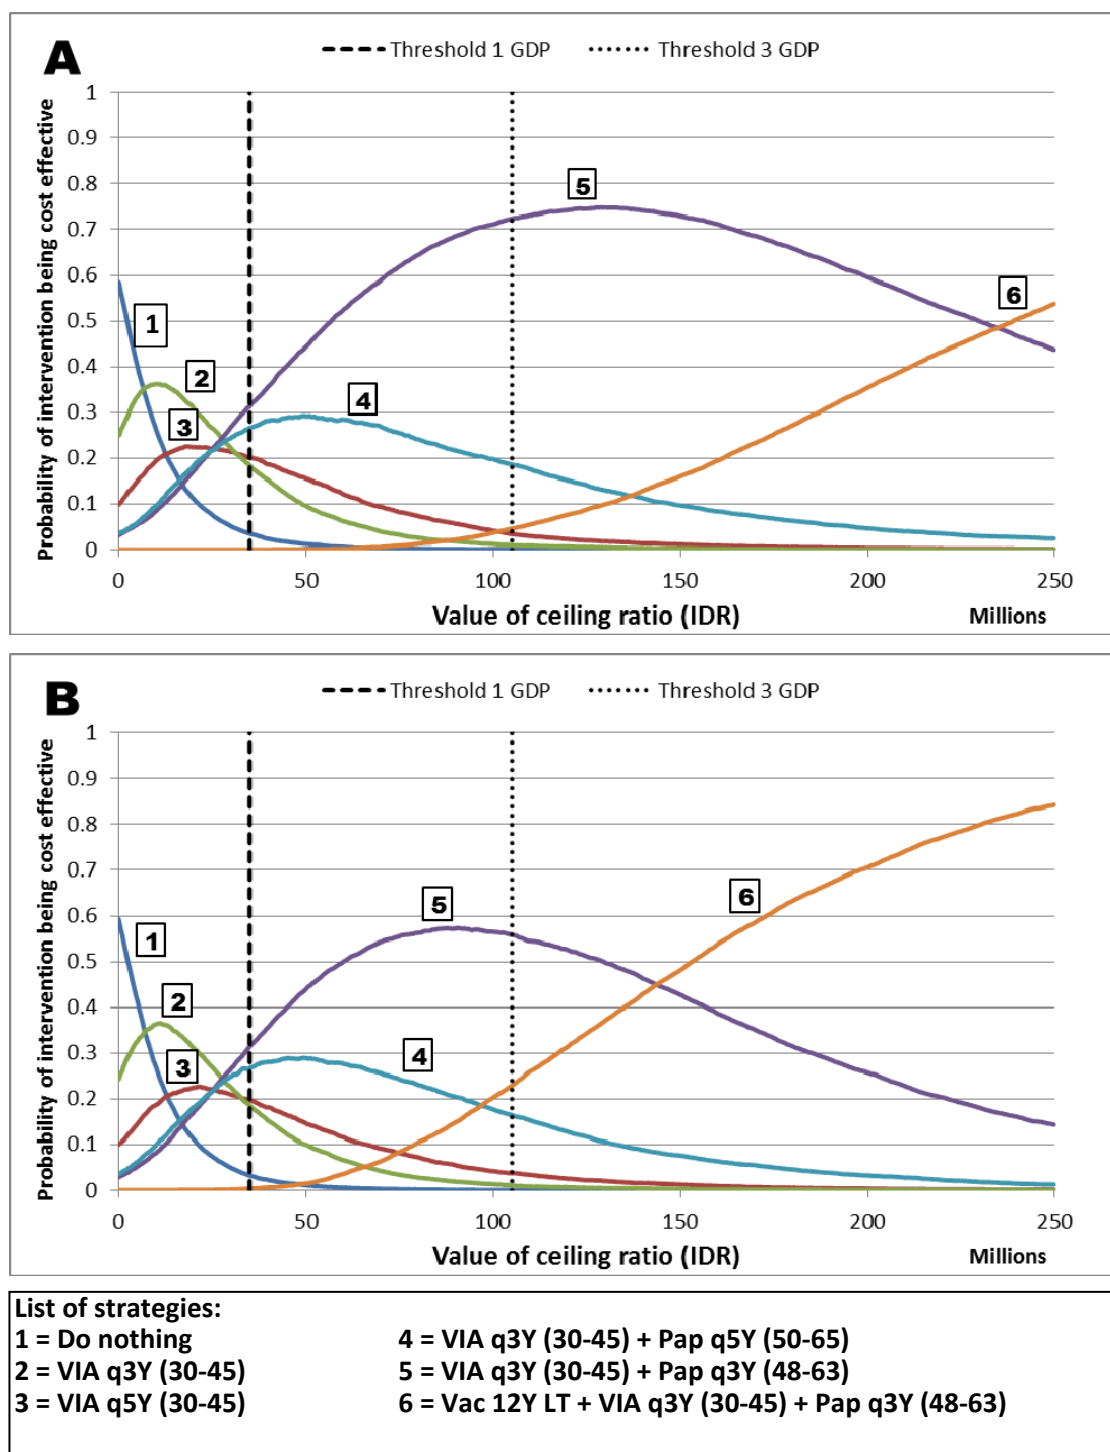 A
Threshold 1 GDP
Threshold 3 GDP
Probability of intervention being cost effective
1
0.9
0.8
0.7
0.6
0.5
0.4
0.3
0.2
0.1
0
1
2
3
4
5
6
0 50 100 150 200 250
Value of ceiling ratio (IDR)
Millions
B
Threshold 1 GDP
Threshold 3 GDP
Probability of intervention being cost effective
1
0.9
0.8
0.7
0.6
0.5
0.4
0.3
0.2
0.1
0
1
2
3
4
5
6
0 50 100 150 200 250
Value of ceiling ratio (IDR)
Millions
List of strategies:
1 = Do nothing
2 = VIA q3Y (30-45)
3 = VIA q5Y (30-45)
4 = VIA q3Y (30-45) + Pap q5Y (50-65)
5 = VIA q3Y (30-45) + Pap q3Y (48-63)
6 = Vac 12Y LT + VIA q3Y (30-45) + Pap q3Y (48-63)